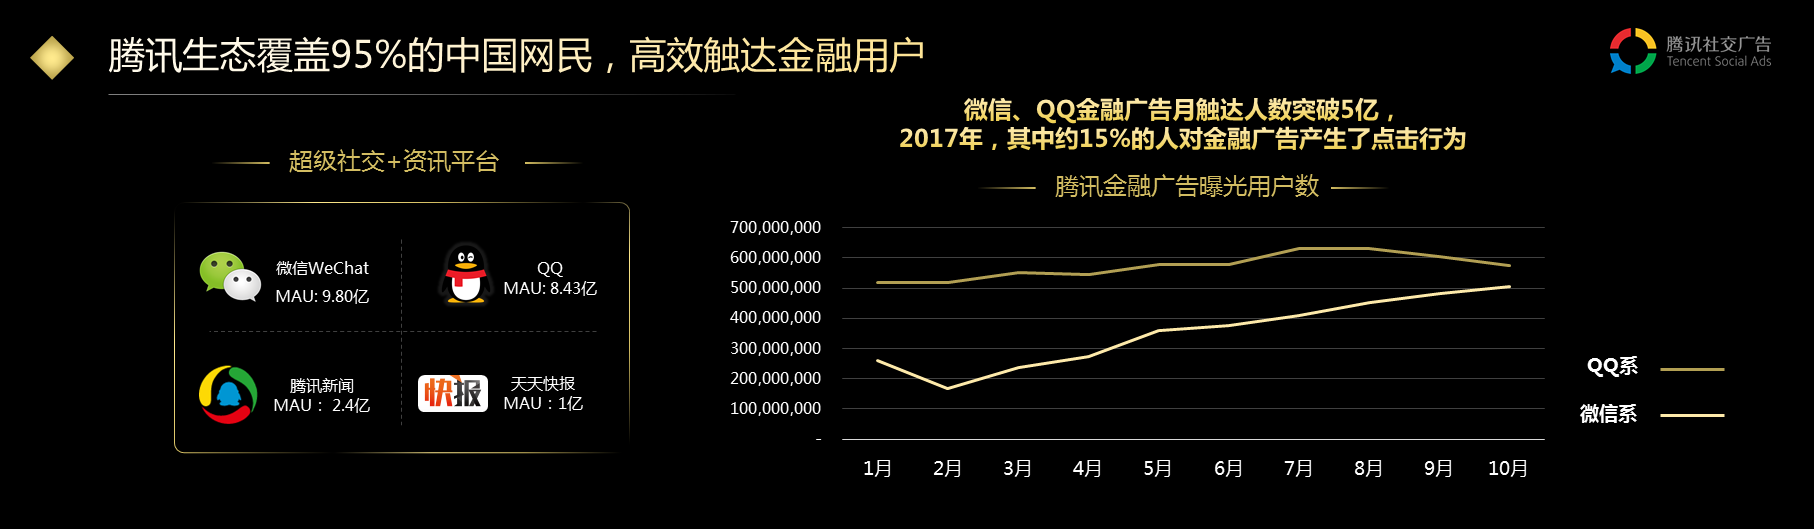 腾讯生态覆盖95%的中国网民，高效触达金融用户
腾讯社交广告
Tencent Social Ads
超级社交+资讯平台
微信WeChat
MAU: 9.80亿
QQ
MAU: 8.43亿
腾讯新闻
MAU： 2.4亿
快报
天天快报
MAU：1亿
微信、QQ金融广告月触达人数突破5亿，
2017年，其中约15%的人对金融广告产生了点击行为
腾讯金融广告曝光用户数
700,000,000
600,000,000
500,000,000
400,000,000
300,000,000
200,000,000
100,000,000
-
1月 2月 3月 4月 5月 6月 7月 8月 9月 10月
QQ系
微信系